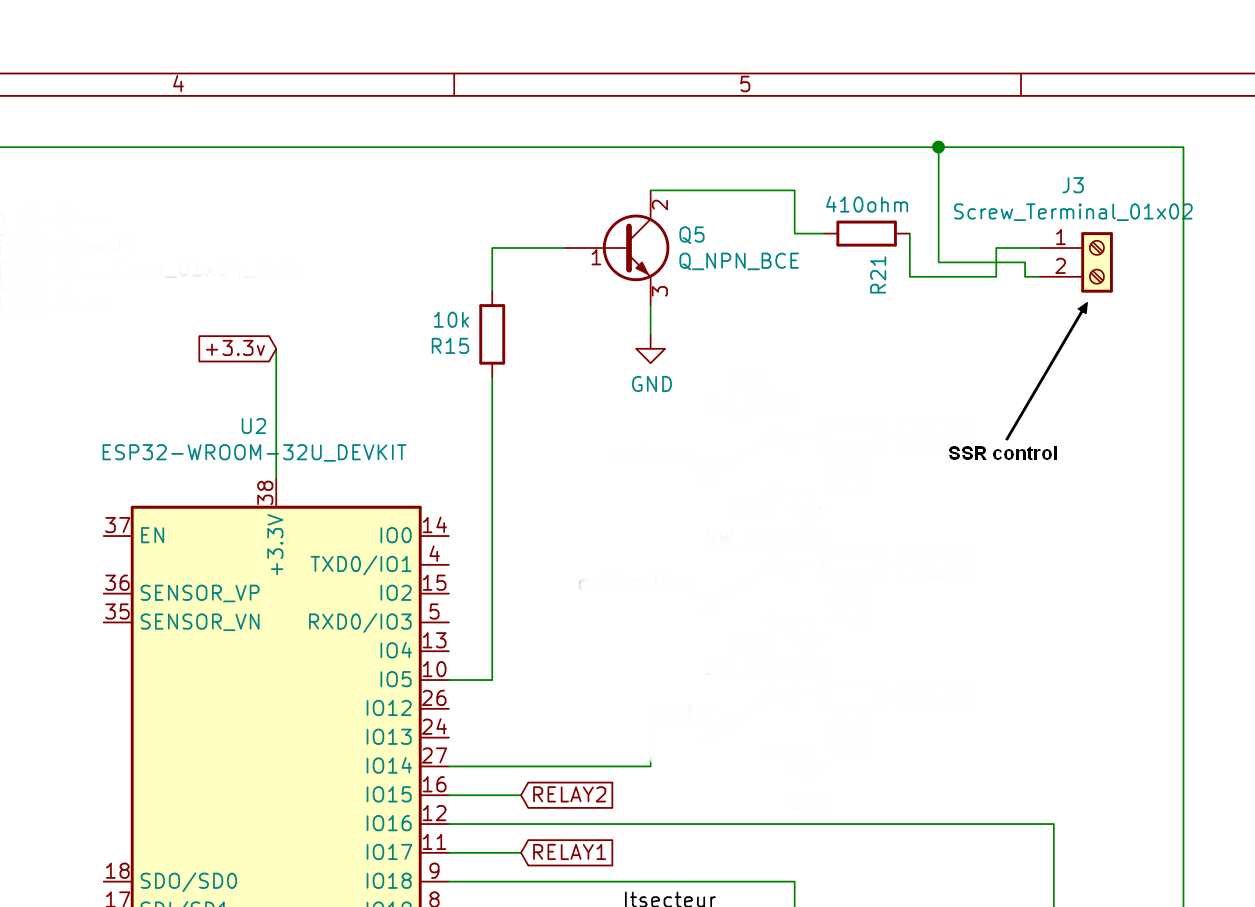 4
5
J3
Screw_Terminal_01x02
410ohm
R21
1
2
2
Q5
Q_NPN_BCE
1
3
GND
10k
R15
+3.3v
SSR control
U2
ESP32-WROOM-32U_DEVKIT
38
+3.3V
37 EN IO0 14
TXD0/IO1 4
36 SENSOR_VP IO2 15
35 SENSOR_VN RXD0/IO3 5
IO4 13
IO5 10
IO12 26
IO13 24
IO14 27
IO15 16 RELAY2
IO16 12
IO17 11 RELAY1
18 SDO/SD0 IO18 9
Itsecteur
17 8